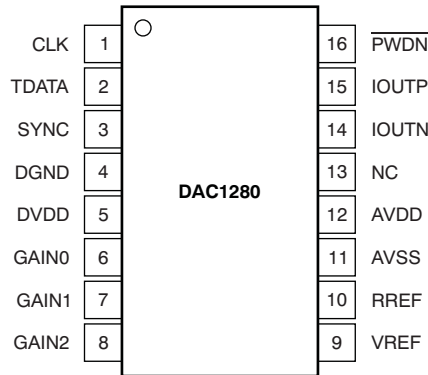 CLK 1 16 PWDN
TDATA 2 15 IOUTP
SYNC 3 14 IOUTN
DGND 4 13 NC
DAC1280
DVDD 5 12 AVDD
GAIN0 6 11 AVSS
GAIN1 7 10 RREF
GAIN2 8 9 VREF